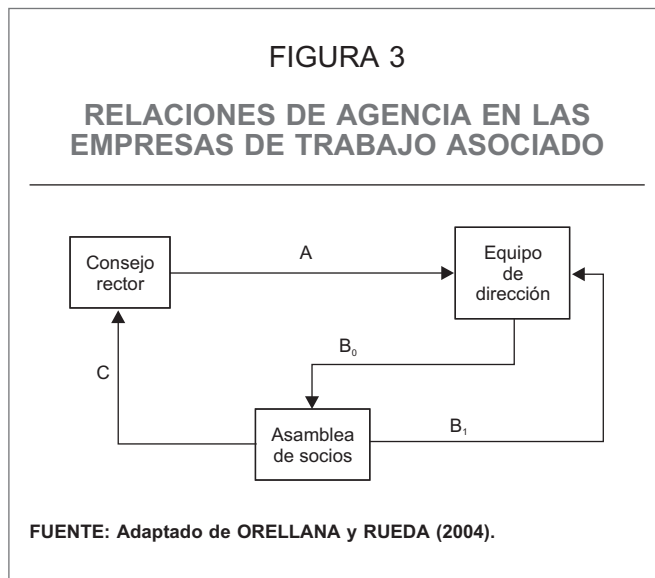 FIGURA 3
RELACIONES DE AGENCIA EN LAS
EMPRESAS DE TRABAJO ASOCIADO
Consejo
rector
A
Equipo
de
dirección
B₀
C
Asamblea
de socios
B₁
FUENTE: Adaptado de ORELLANA y RUEDA (2004).